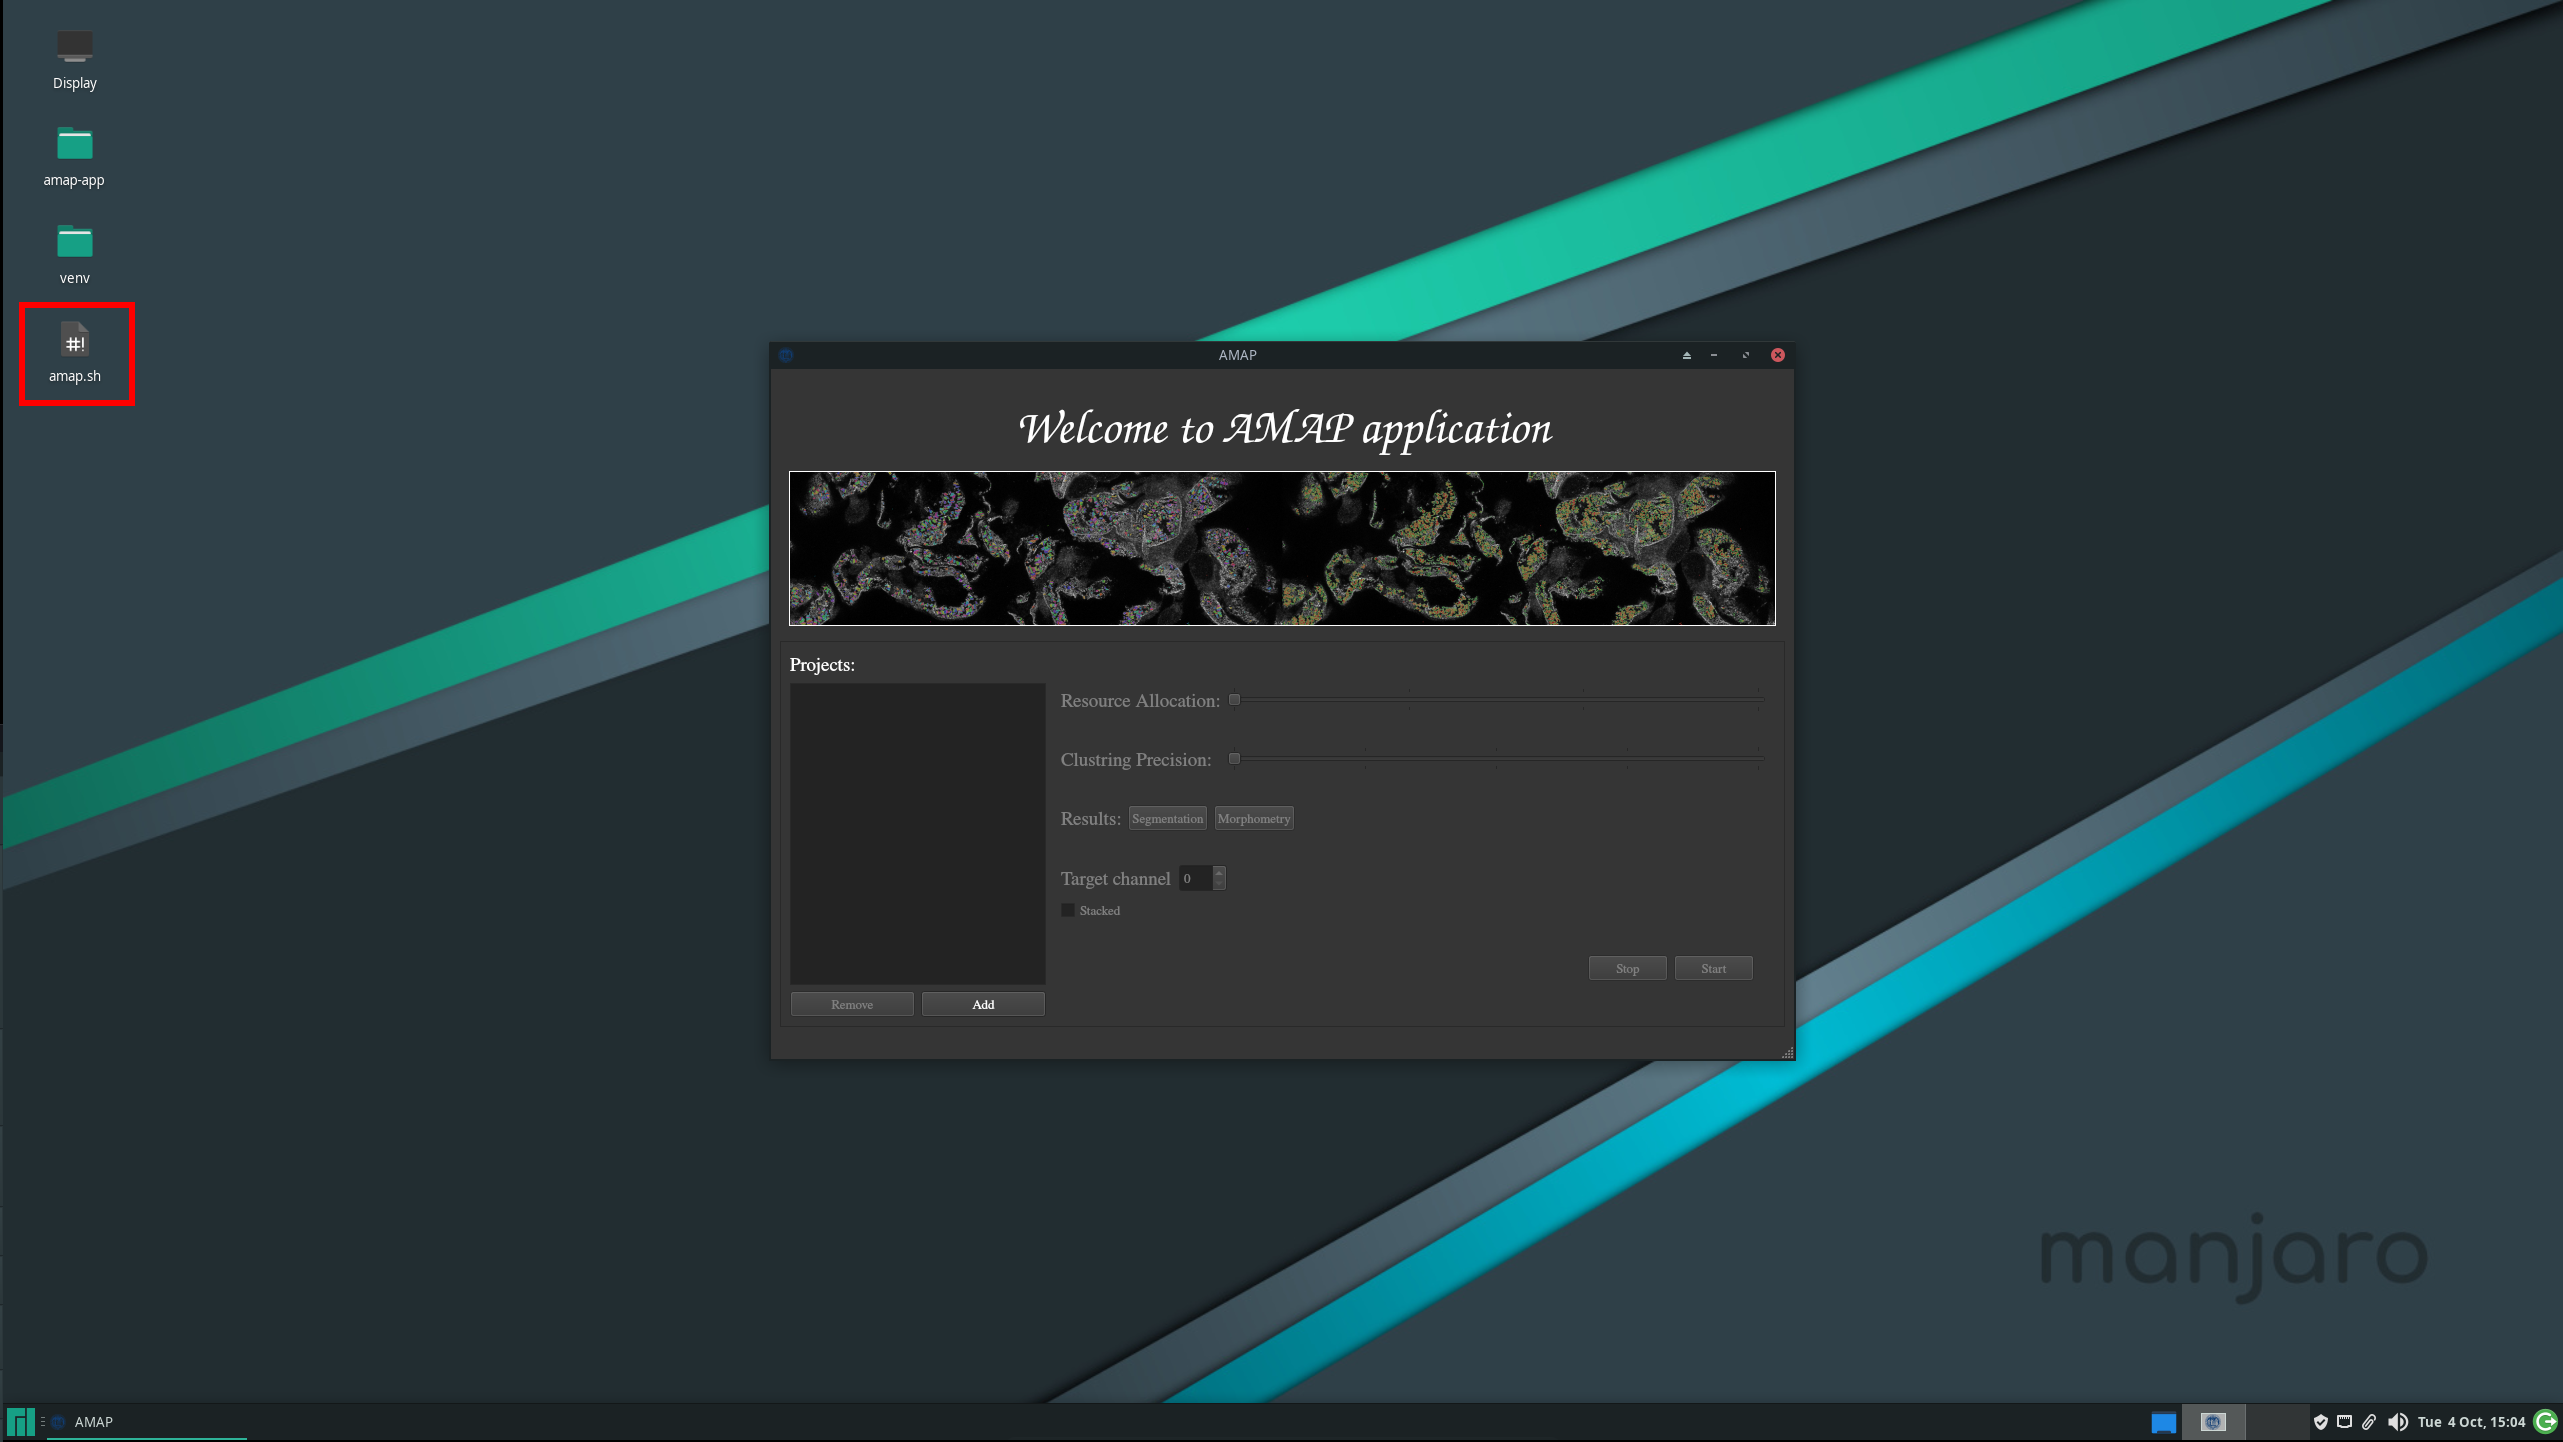 Display
amap-app
venv
#!
amap.sh
AMAP
Welcome to AMAP application
Projects:
Resource Allocation:
Clustring Precision:
Results: Segmentation Morphometry
Target channel 0
Stacked
Stop Start
Remove Add
manjaro
AMAP
Tue 4 Oct, 15:04